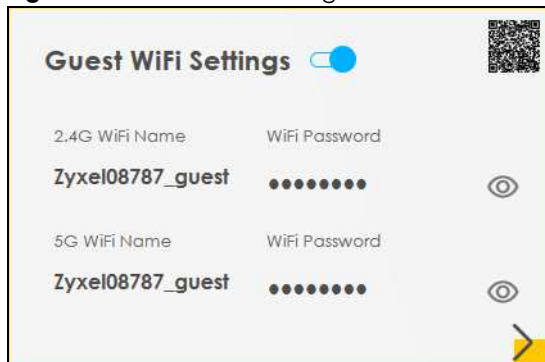 Guest WiFi Settings
2.4G WiFi Name WiFi Password
Zyxel08787_guest ●●●●●●●●
5G WiFi Name WiFi Password
Zyxel08787_guest ●●●●●●●●